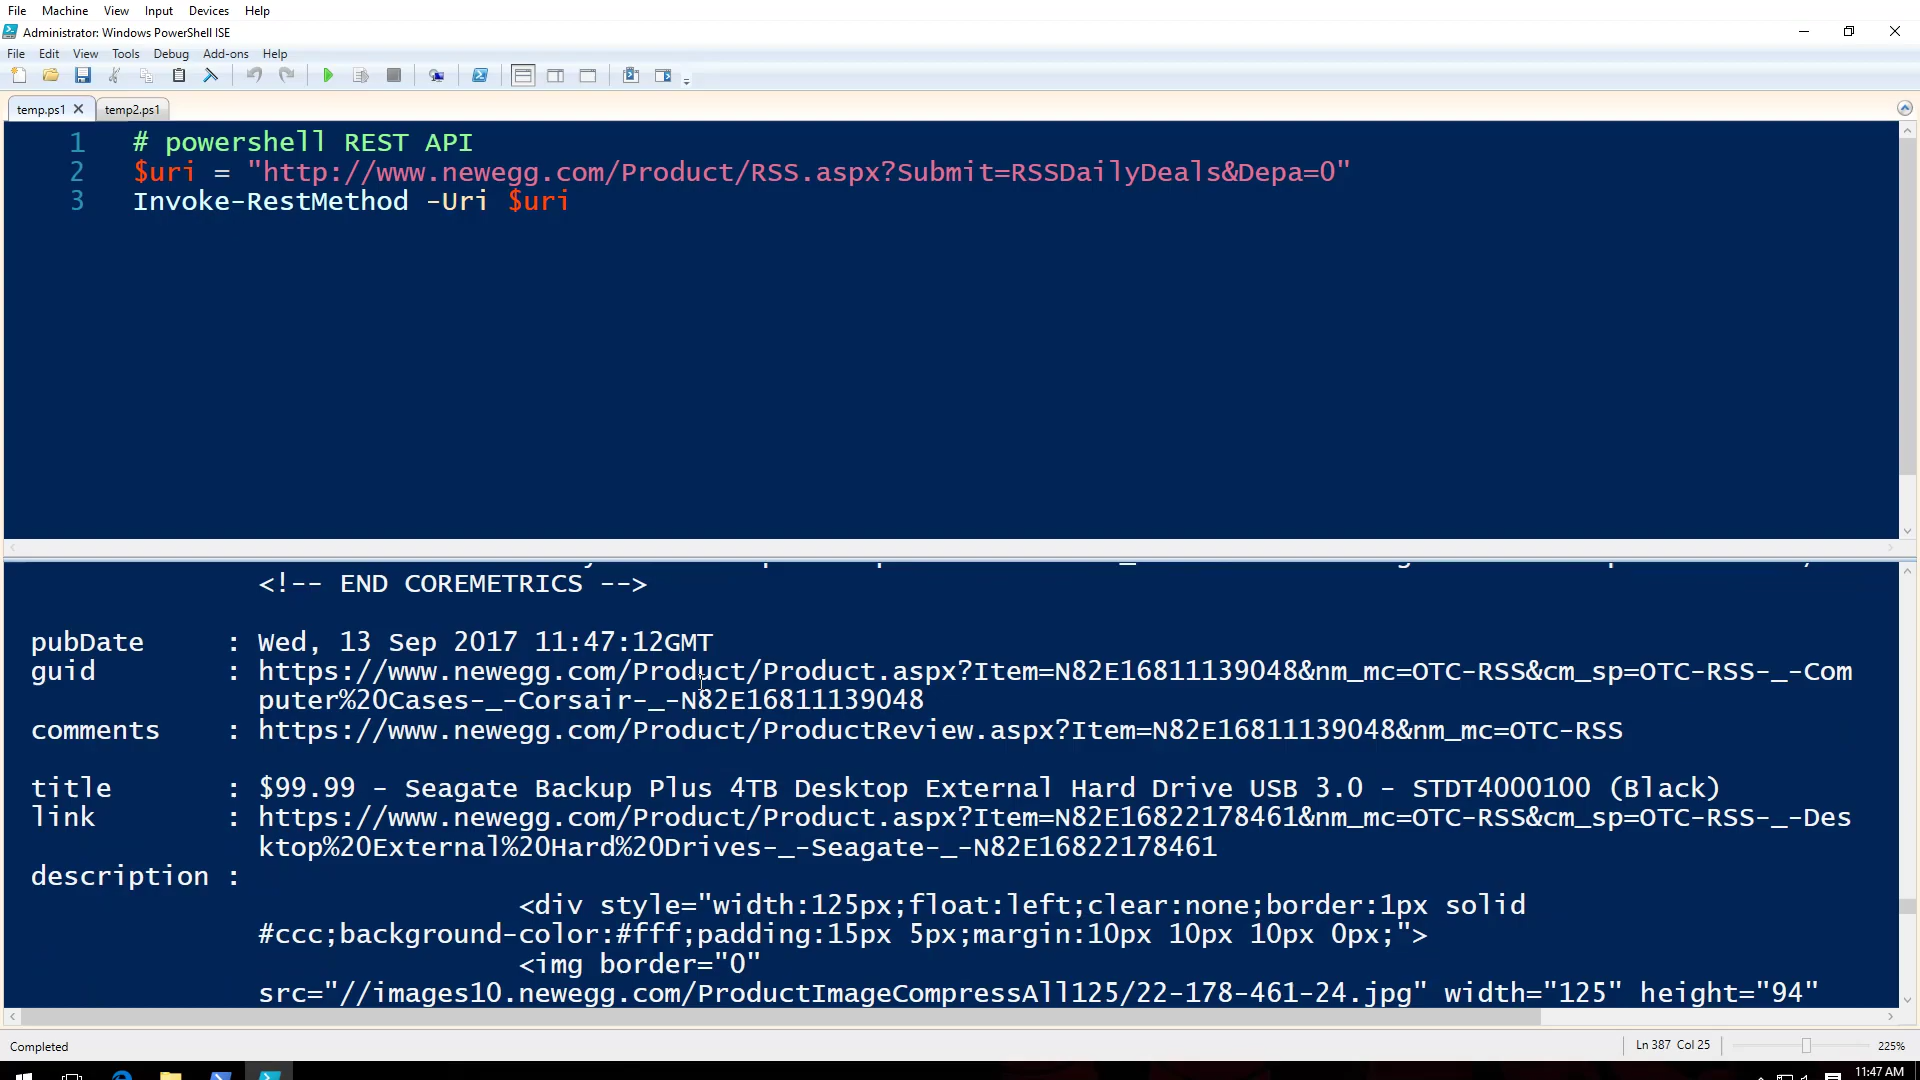 File Machine View Input Devices Help
Administrator: Windows PowerShell ISE
File Edit View Tools Debug Add-ons Help
temp.ps1 temp2.ps1
1 # powershell REST API
2 $uri = "http://www.newegg.com/Product/RSS.aspx?Submit=RSSDailyDeals&Depa=0"
3 Invoke-RestMethod -Uri $uri
<!-- END COREMETRICS -->
pubDate : Wed, 13 Sep 2017 11:47:12GMT
guid : https://www.newegg.com/Product/Product.aspx?Item=N82E16811139048&nm_mc=OTC-RSS&cm_sp=OTC-RSS-_-Com
puter%20Cases-_-Corsair-_-N82E16811139048
comments : https://www.newegg.com/Product/ProductReview.aspx?Item=N82E16811139048&nm_mc=OTC-RSS
title : $99.99 - Seagate Backup Plus 4TB Desktop External Hard Drive USB 3.0 - STDT4000100 (Black)
link : https://www.newegg.com/Product/Product.aspx?Item=N82E16822178461&nm_mc=OTC-RSS&cm_sp=OTC-RSS-_-Des
ktop%20External%20Hard%20Drives-_-Seagate-_-N82E16822178461
description :
<div style="width:125px;float:left;clear:none;border:1px solid
#ccc;background-color:#fff;padding:15px 5px;margin:10px 10px 10px 0px;">
<img border="0"
src="//images10.newegg.com/ProductImageCompressAll125/22-178-461-24.jpg" width="125" height="94"
Completed Ln 387 Col 25 225%
11:47 AM